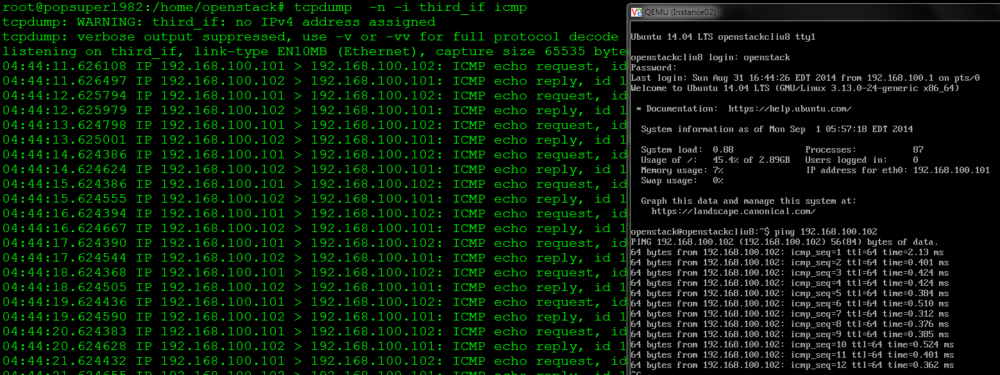 root@popsuper1982:/home/openstack# tcpdump  -n -i third_if icmp
tcpdump: WARNING: third_if: no IPv4 address assigned
tcpdump: verbose output suppressed, use -v or -vv for full protocol decode
listening on third_if, link-type EN10MB (Ethernet), capture size 65535 byte
04:44:11.626108 IP 192.168.100.101 > 192.168.100.102: ICMP echo request, id
04:44:11.626497 IP 192.168.100.102 > 192.168.100.101: ICMP echo reply, id 1
04:44:12.625794 IP 192.168.100.101 > 192.168.100.102: ICMP echo request, id
04:44:12.625979 IP 192.168.100.102 > 192.168.100.101: ICMP echo reply, id 1
04:44:13.624798 IP 192.168.100.101 > 192.168.100.102: ICMP echo request, id
04:44:13.625001 IP 192.168.100.102 > 192.168.100.101: ICMP echo reply, id 1
04:44:14.624386 IP 192.168.100.101 > 192.168.100.102: ICMP echo request, id
04:44:14.624624 IP 192.168.100.102 > 192.168.100.101: ICMP echo reply, id 1
04:44:15.624386 IP 192.168.100.101 > 192.168.100.102: ICMP echo request, id
04:44:15.624555 IP 192.168.100.102 > 192.168.100.101: ICMP echo reply, id 1
04:44:16.624394 IP 192.168.100.101 > 192.168.100.102: ICMP echo request, id
04:44:16.624667 IP 192.168.100.102 > 192.168.100.101: ICMP echo reply, id 1
04:44:17.624390 IP 192.168.100.101 > 192.168.100.102: ICMP echo request, id
04:44:17.624544 IP 192.168.100.102 > 192.168.100.101: ICMP echo reply, id 1
04:44:18.624368 IP 192.168.100.101 > 192.168.100.102: ICMP echo request, id
04:44:18.624505 IP 192.168.100.102 > 192.168.100.101: ICMP echo reply, id 1
04:44:19.624436 IP 192.168.100.101 > 192.168.100.102: ICMP echo request, id
04:44:19.624590 IP 192.168.100.102 > 192.168.100.101: ICMP echo reply, id 1
04:44:20.624383 IP 192.168.100.101 > 192.168.100.102: ICMP echo request, id
04:44:20.624628 IP 192.168.100.102 > 192.168.100.101: ICMP echo reply, id 1
04:44:21.624432 IP 192.168.100.101 > 192.168.100.102: ICMP echo request, id
04:44:21.624655 IP 192.168.100.102 > 192.168.100.101: ICMP echo reply, id 1
QEMU (Instance02)
Ubuntu 14.04 LTS openstackcliu8 tty1
openstackcliu8 login: openstack
Password:
Last login: Sun Aug 31 16:44:26 EDT 2014 from 192.168.100.1 on pts/0
Welcome to Ubuntu 14.04 LTS (GNU/Linux 3.13.0-24-generic x86_64)
* Documentation:  https://help.ubuntu.com/
System information as of Mon Sep  1 05:57:18 EDT 2014
System load:  0.88 Processes: 87
Usage of /:   45.4% of 2.89GB Users logged in: 0
Memory usage: 7% IP address for eth0: 192.168.100.101
Swap usage:   0%
Graph this data and manage this system at:
https://landscape.canonical.com/
openstack@openstackcliu8:~$ ping 192.168.100.102
PING 192.168.100.102 (192.168.100.102) 56(84) bytes of data.
64 bytes from 192.168.100.102: icmp_seq=1 ttl=64 time=2.13 ms
64 bytes from 192.168.100.102: icmp_seq=2 ttl=64 time=0.401 ms
64 bytes from 192.168.100.102: icmp_seq=3 ttl=64 time=0.424 ms
64 bytes from 192.168.100.102: icmp_seq=4 ttl=64 time=0.424 ms
64 bytes from 192.168.100.102: icmp_seq=5 ttl=64 time=0.384 ms
64 bytes from 192.168.100.102: icmp_seq=6 ttl=64 time=0.510 ms
64 bytes from 192.168.100.102: icmp_seq=7 ttl=64 time=0.312 ms
64 bytes from 192.168.100.102: icmp_seq=8 ttl=64 time=0.376 ms
64 bytes from 192.168.100.102: icmp_seq=9 ttl=64 time=0.385 ms
64 bytes from 192.168.100.102: icmp_seq=10 ttl=64 time=0.524 ms
64 bytes from 192.168.100.102: icmp_seq=11 ttl=64 time=0.401 ms
64 bytes from 192.168.100.102: icmp_seq=12 ttl=64 time=0.362 ms
^C